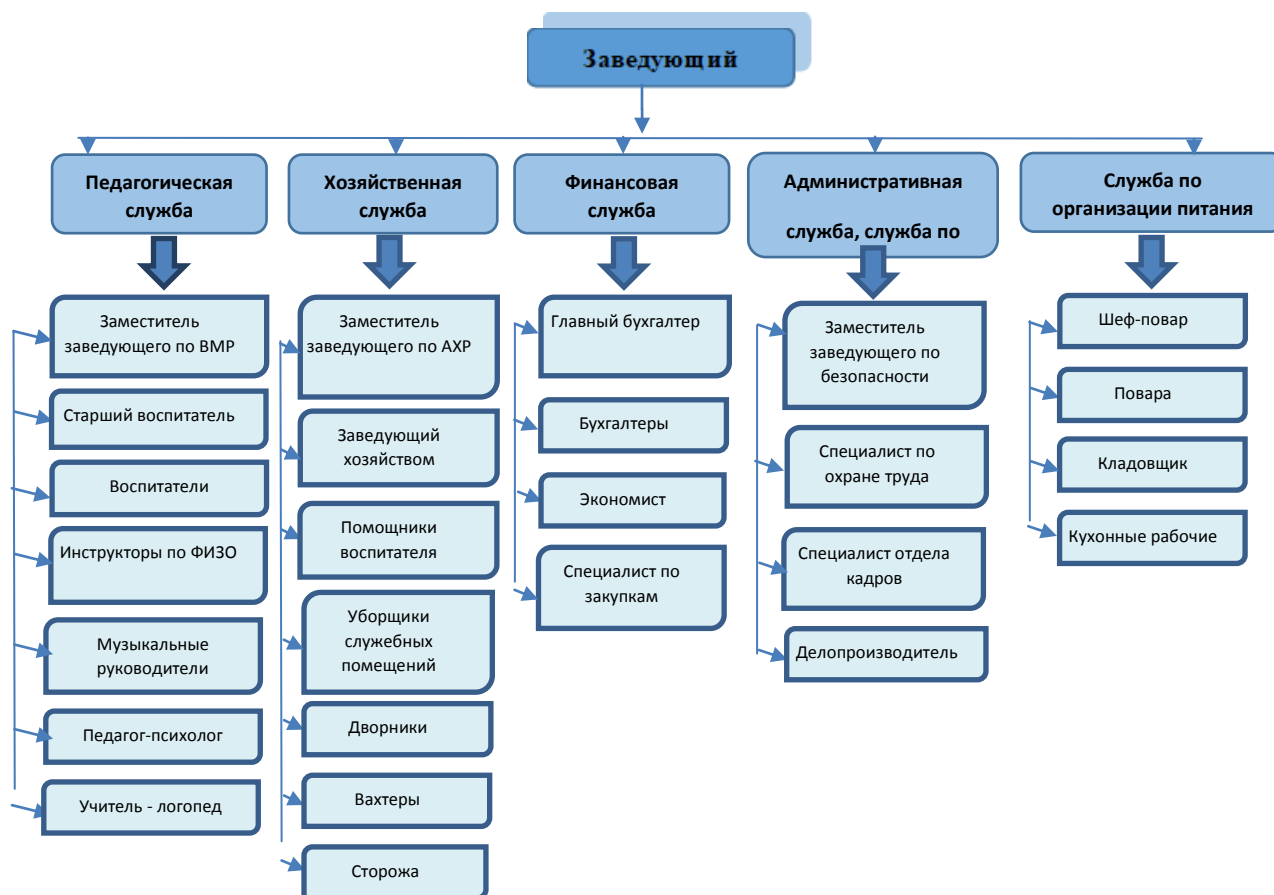 Заведующий
Педагогическая
служба
Хозяйственная
служба
Финансовая
служба
Административная
служба, служба по
Служба по
организации питания
Заместитель
заведующего по ВМР
Старший воспитатель
Воспитатели
Инструкторы по ФИЗО
Музыкальные
руководители
Педагог-психолог
Учитель - логопед
Заместитель
заведующего по АХР
Заведующий
хозяйством
Помощники
воспитателя
Уборщики
служебных
помещений
Дворники
Вахтеры
Сторожа
Главный бухгалтер
Бухгалтеры
Экономист
Специалист по
закупкам
Заместитель
заведующего по
безопасности
Специалист по
охране труда
Специалист отдела
кадров
Делопроизводитель
Шеф-повар
Повара
Кладовщик
Кухонные рабочие